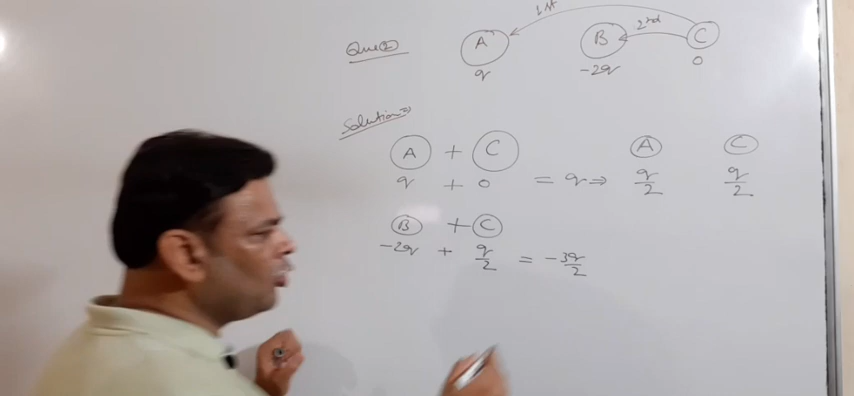 1st
2nd
Que② A B C
q -2q 0
Solution⇒
A + C A C
q + 0 = q ⇒ q/2 q/2
B + C
-2q + q/2 = -3q/2